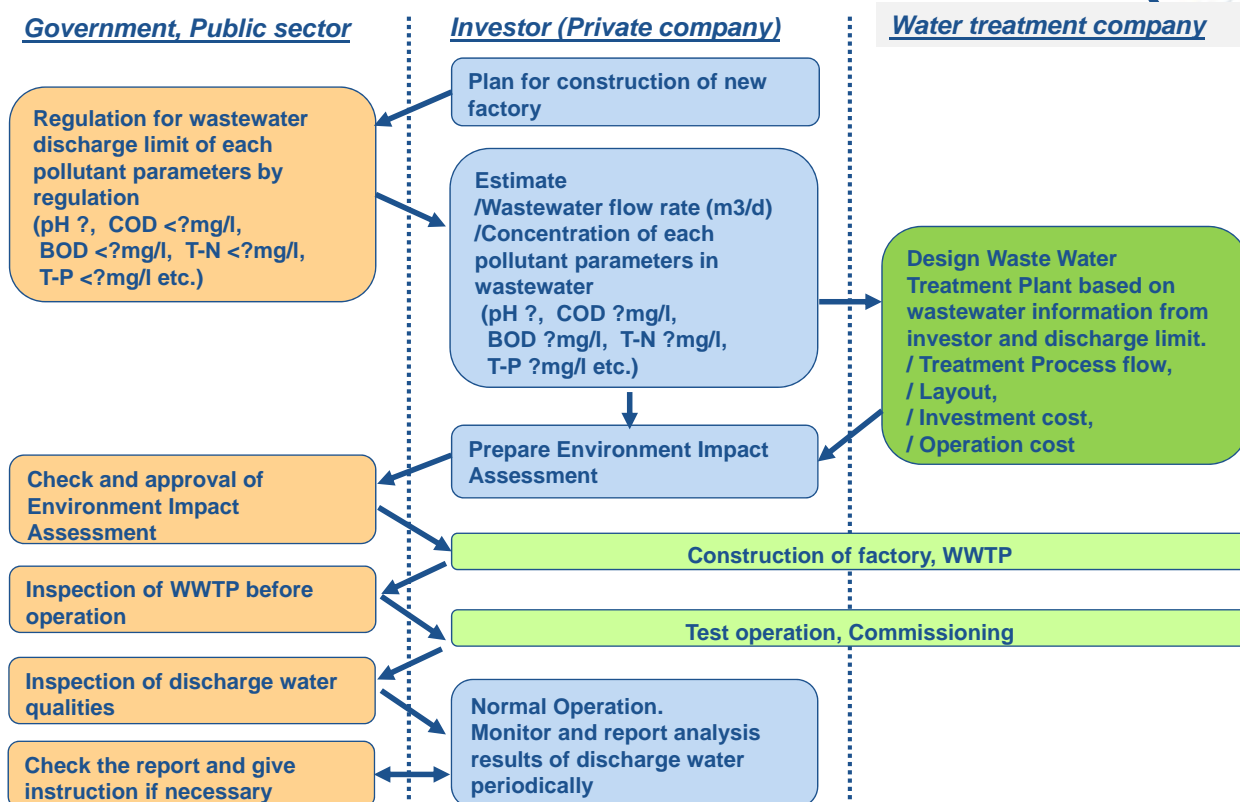 Government, Public sector
Investor (Private company)
Water treatment company
Plan for construction of new
factory
Regulation for wastewater
discharge limit of each
pollutant parameters by
regulation
(pH ?, COD <?mg/l,
BOD <?mg/l, T-N <?mg/l,
T-P <?mg/l etc.)
Estimate
/Wastewater flow rate (m3/d)
/Concentration of each
pollutant parameters in
wastewater
(pH ?, COD ?mg/l,
BOD ?mg/l, T-N ?mg/l,
T-P ?mg/l etc.)
Design Waste Water
Treatment Plant based on
wastewater information from
investor and discharge limit.
/ Treatment Process flow,
/ Layout,
/ Investment cost,
/ Operation cost
Prepare Environment Impact
Assessment
Check and approval of
Environment Impact
Assessment
Construction of factory, WWTP
Inspection of WWTP before
operation
Test operation, Commissioning
Inspection of discharge water
qualities
Normal Operation.
Monitor and report analysis
results of discharge water
periodically
Check the report and give
instruction if necessary